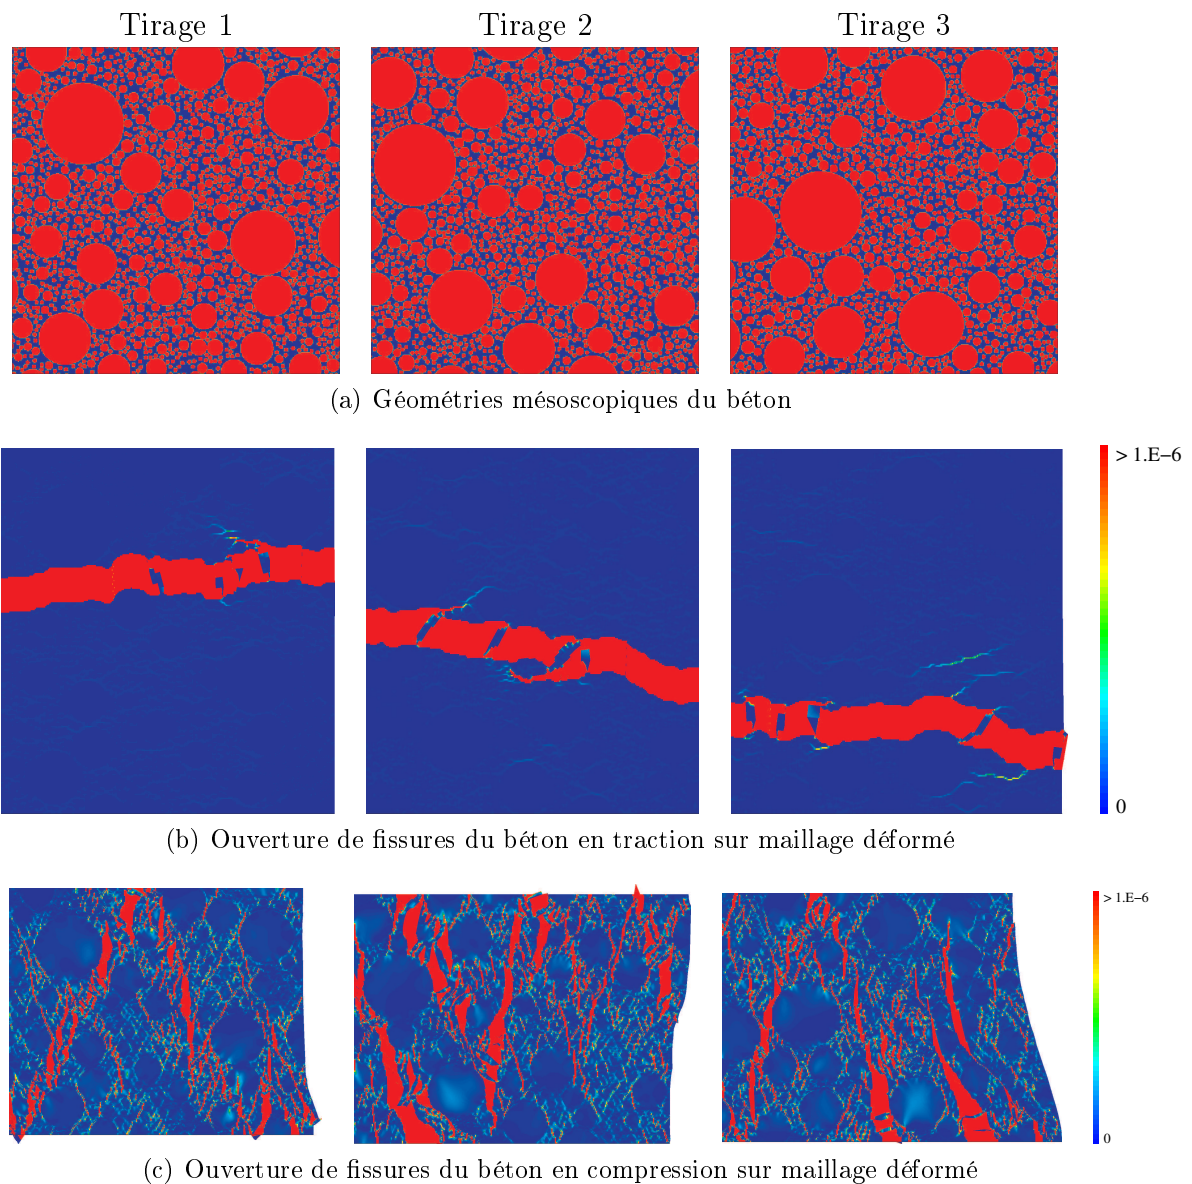 Tirage 1
Tirage 2
Tirage 3
(a) Géométries mésoscopiques du béton
> 1.E−6
0
(b) Ouverture de fissures du béton en traction sur maillage déformé
> 1.E−6
0
(c) Ouverture de fissures du béton en compression sur maillage déformé